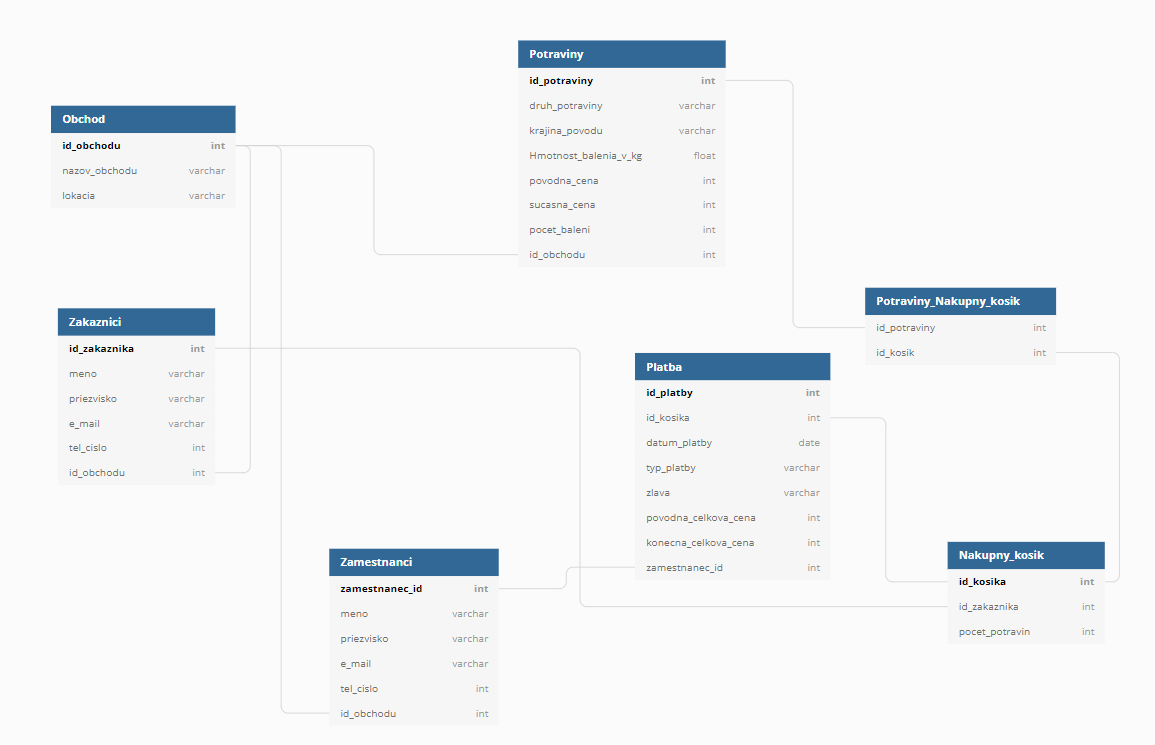 Potraviny
id_potraviny int
druh_potraviny varchar
krajina_povodu varchar
Hmotnost_balenia_v_kg float
povodna_cena int
sucasna_cena int
pocet_baleni int
id_obchodu int
Obchod
id_obchodu int
nazov_obchodu varchar
lokacia varchar
Potraviny_Nakupny_kosik
id_potraviny int
id_kosik int
Zakaznici
id_zakaznika int
meno varchar
priezvisko varchar
e_mail varchar
tel_cislo int
id_obchodu int
Platba
id_platby int
id_kosika int
datum_platby date
typ_platby varchar
zlava varchar
povodna_celkova_cena int
konecna_celkova_cena int
zamestnanec_id int
Zamestnanci
zamestnanec_id int
meno varchar
priezvisko varchar
e_mail varchar
tel_cislo int
id_obchodu int
Nakupny_kosik
id_kosika int
id_zakaznika int
pocet_potravin int